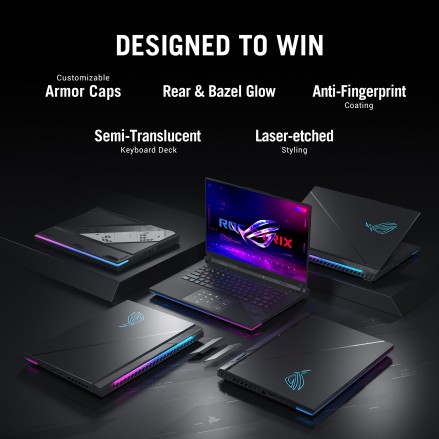 DESIGNED TO WIN
Customizable
Armor Caps
Rear & Bazel Glow
Anti-Fingerprint
Coating
Semi-Translucent
Keyboard Deck
Laser-etched
Styling